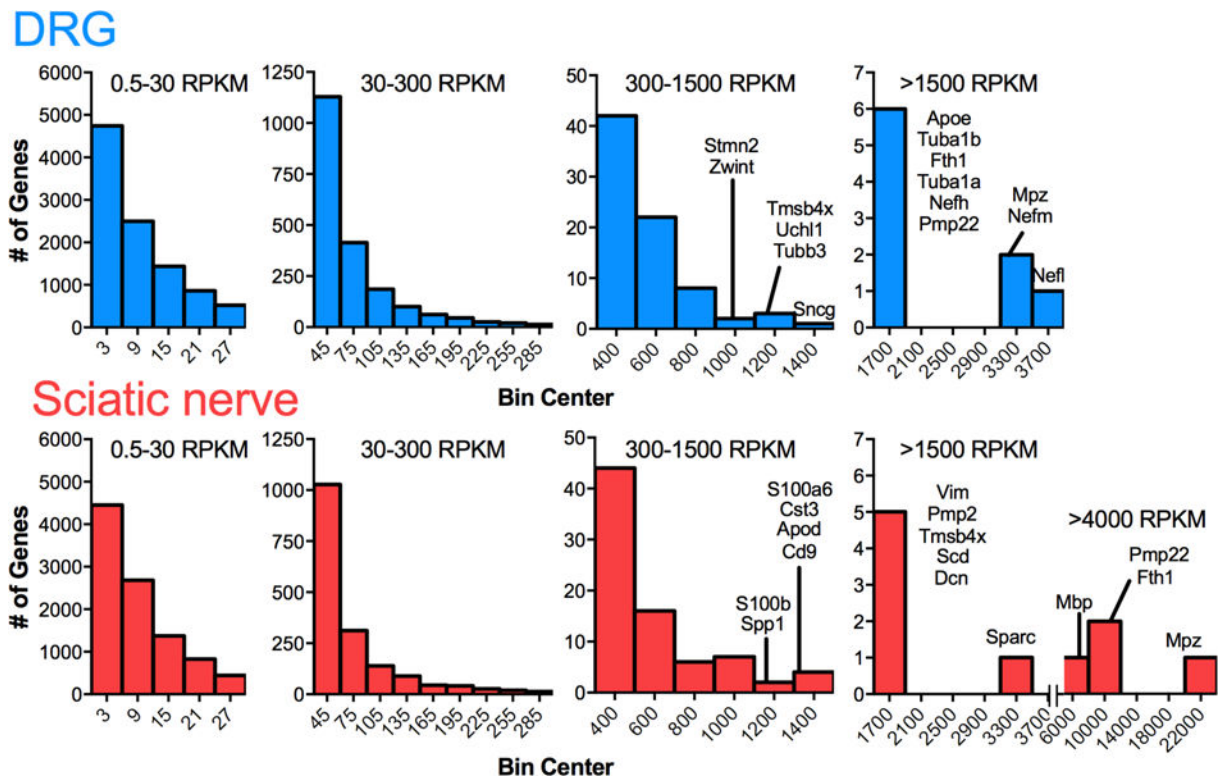 DRG
0.5-30 RPKM
30-300 RPKM
300-1500 RPKM
>1500 RPKM
# of Genes
6000
5000
4000
3000
2000
1000
0
3 9 15 21 27
1250
1000
750
500
250
0
45 75 105 135 165 195 225 255 285
50
40
30
20
10
0
Stmn2
Zwint
Tmsb4x
Uchl1
Tubb3
Sncg
400 600 800 1000 1200 1400
7
6
5
4
3
2
1
0
Apoe
Tuba1b
Fth1
Tuba1a
Nefh
Pmp22
Mpz
Nefm
Nefl
1700 2100 2500 2900 3300 3700
Bin Center
Sciatic nerve
0.5-30 RPKM
30-300 RPKM
300-1500 RPKM
>1500 RPKM
>4000 RPKM
# of Genes
6000
5000
4000
3000
2000
1000
0
3 9 15 21 27
1250
1000
750
500
250
0
45 75 105 135 165 195 225 255 285
50
40
30
20
10
0
S100a6
Cst3
Apod
Cd9
S100b
Spp1
400 600 800 1000 1200 1400
7
6
5
4
3
2
1
0
Vim
Pmp2
Tmsb4x
Scd
Dcn
Sparc
Mbp
Pmp22
Fth1
Mpz
1700 2100 2500 2900 3300 3700 6000 10000 14000 18000 22000
Bin Center